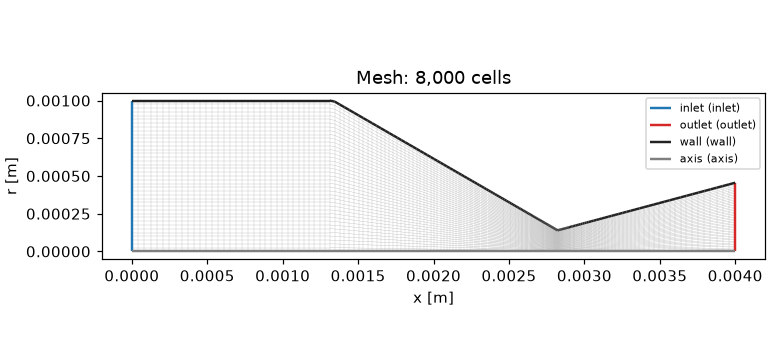 Mesh: 8,000 cells
0.00100
0.00075
0.00050
0.00025
0.00000
r [m]
inlet (inlet)
outlet (outlet)
wall (wall)
axis (axis)
0.0000 0.0005 0.0010 0.0015 0.0020 0.0025 0.0030 0.0035 0.0040
x [m]